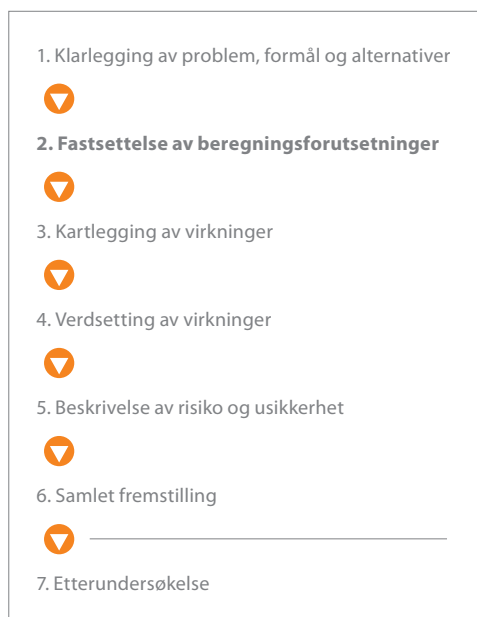 1. Klarlegging av problem, formål og alternativer
2. Fastsettelse av beregningsforutsetninger
3. Kartlegging av virkninger
4. Verdsetting av virkninger
5. Beskrivelse av risiko og usikkerhet
6. Samlet fremstilling
7. Etterundersøkelse